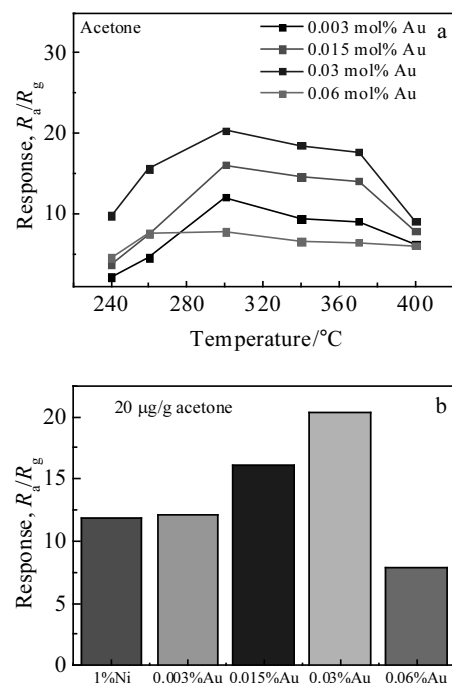 Acetone
a
0.003 mol% Au
0.015 mol% Au
0.03 mol% Au
0.06 mol% Au
30
20
10
Response, Ra/Rg
240
280
320
360
400
Temperature/°C
20 μg/g acetone
b
20
15
10
5
0
Response, Ra/Rg
1%Ni
0.003%Au
0.015%Au
0.03%Au
0.06%Au